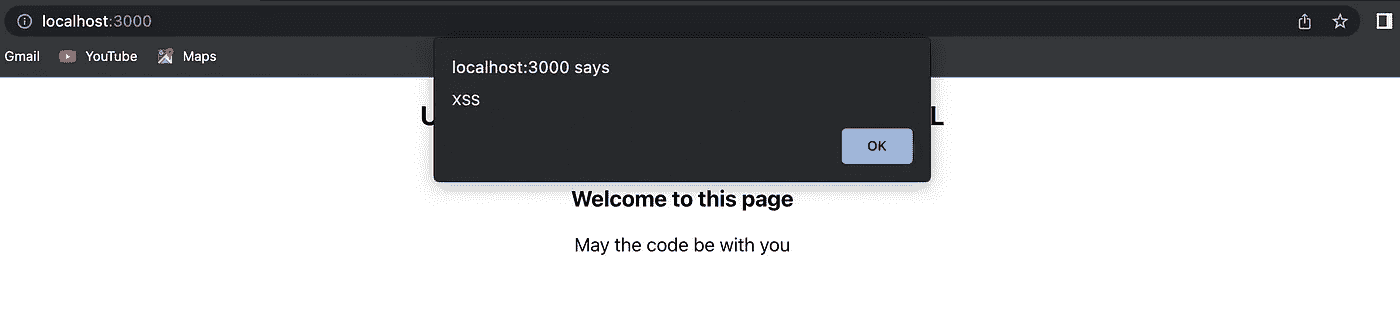 localhost:3000
Gmail YouTube Maps
localhost:3000 says
XSS
OK
Welcome to this page
May the code be with you